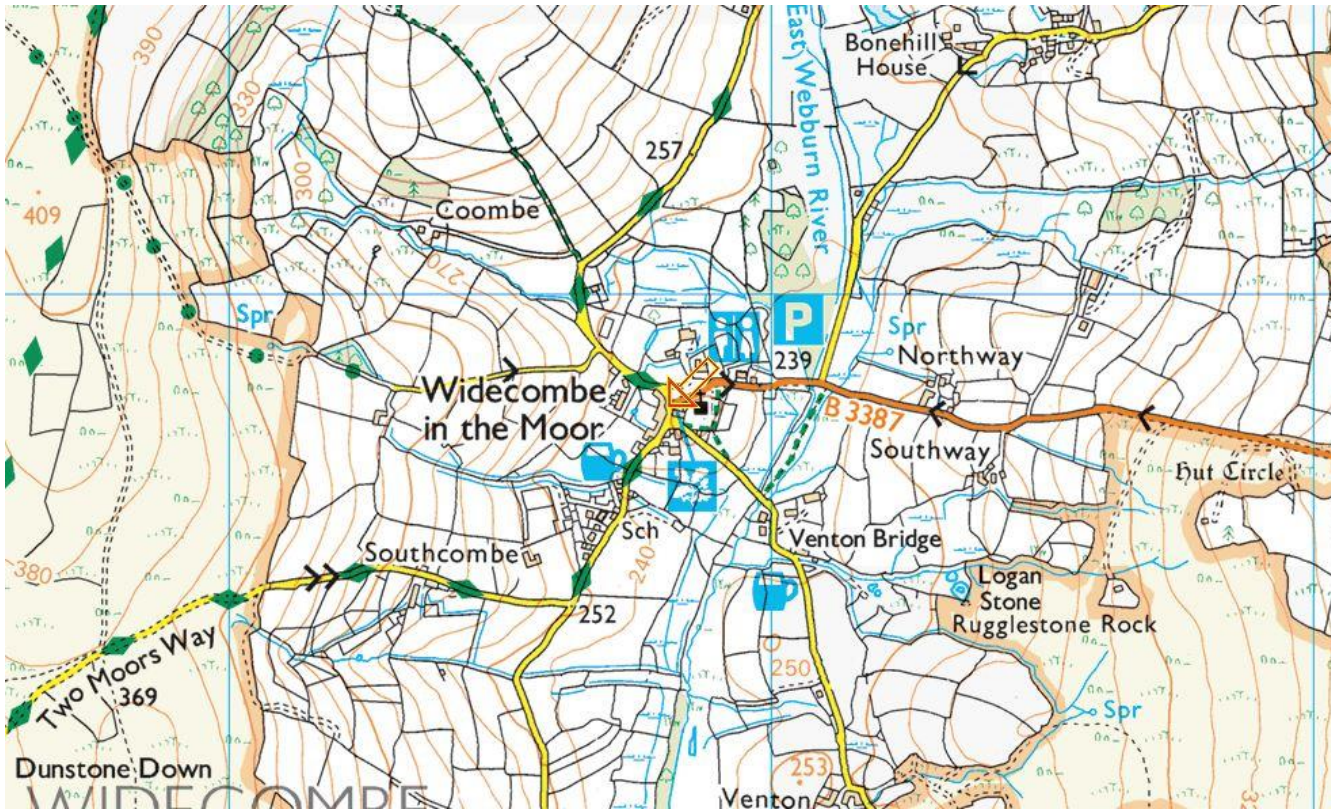 390
330
East Webburn River
Bonehill
House
257
300
409
Coombe
270
Spr
P
239
Spr
Northway
Widecombe
in the Moor
B 3387
Southway
Hut Circle
Sch
Venton Bridge
240
Southcombe
380
Logan
Stone
Rugglestone Rock
252
250
Two Moors Way
369
Spr
Dunstone Down
253
WIDECOMBE
Venton